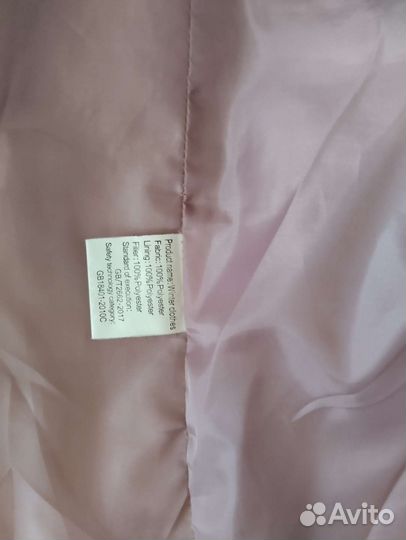 Product name: Winter clothes
Fabric: 100%Polyester
Lining: 100%Polyester
Filler: 100%Polyester
Standard of execution:
GB/T2662-2017
Safety technology category:
GB18401-2010C
Avito